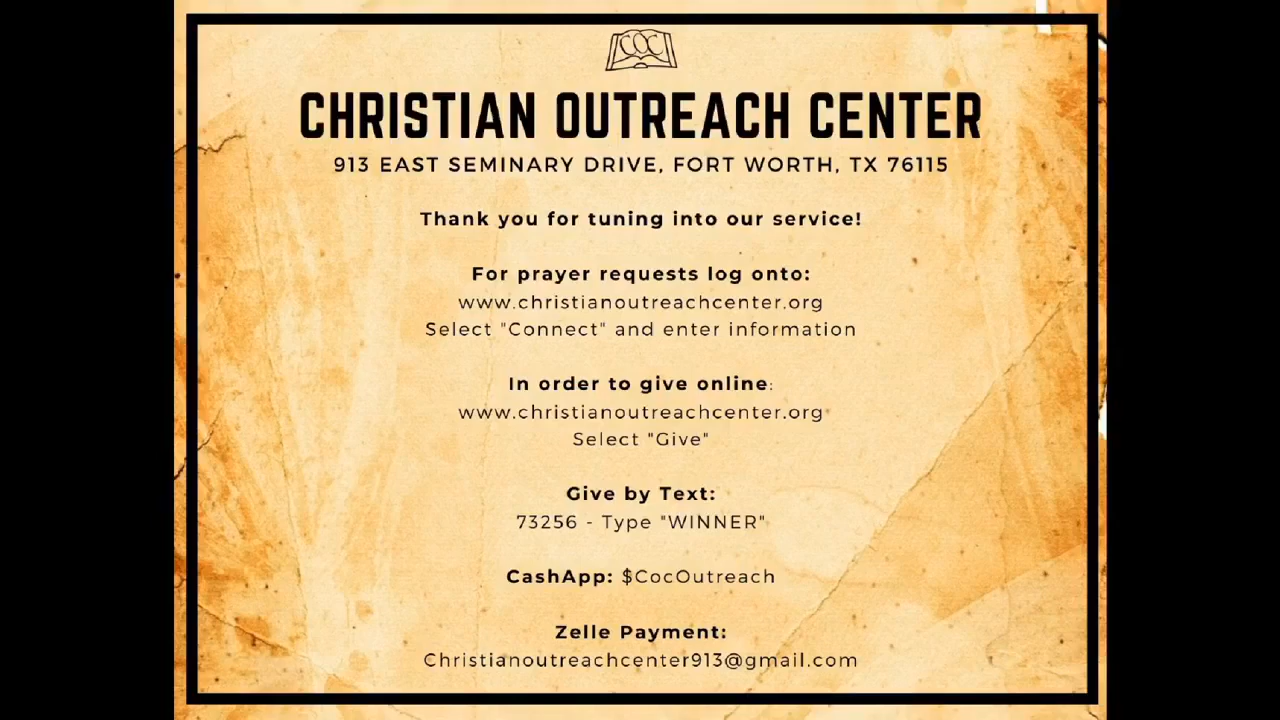 COC
CHRISTIAN OUTREACH CENTER
913 EAST SEMINARY DRIVE, FORT WORTH, TX 76115
Thank you for tuning into our service!
For prayer requests log onto:
www.christianoutreachcenter.org
Select "Connect" and enter information
In order to give online:
www.christianoutreachcenter.org
Select "Give"
Give by Text:
73256 - Type "WINNER"
CashApp: $CocOutreach
Zelle Payment:
Christianoutreachcenter913@gmail.com